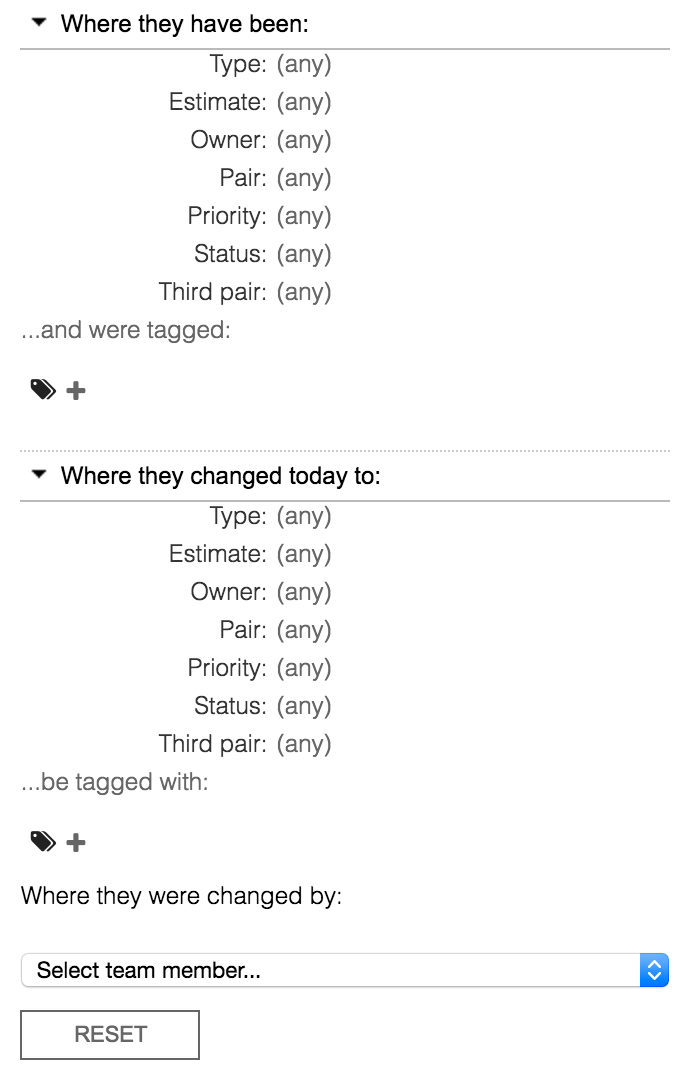 Where they have been:
Type: (any)
Estimate: (any)
Owner: (any)
Pair: (any)
Priority: (any)
Status: (any)
Third pair: (any)
...and were tagged:
Where they changed today to:
Type: (any)
Estimate: (any)
Owner: (any)
Pair: (any)
Priority: (any)
Status: (any)
Third pair: (any)
...be tagged with:
Where they were changed by:
Select team member...
RESET